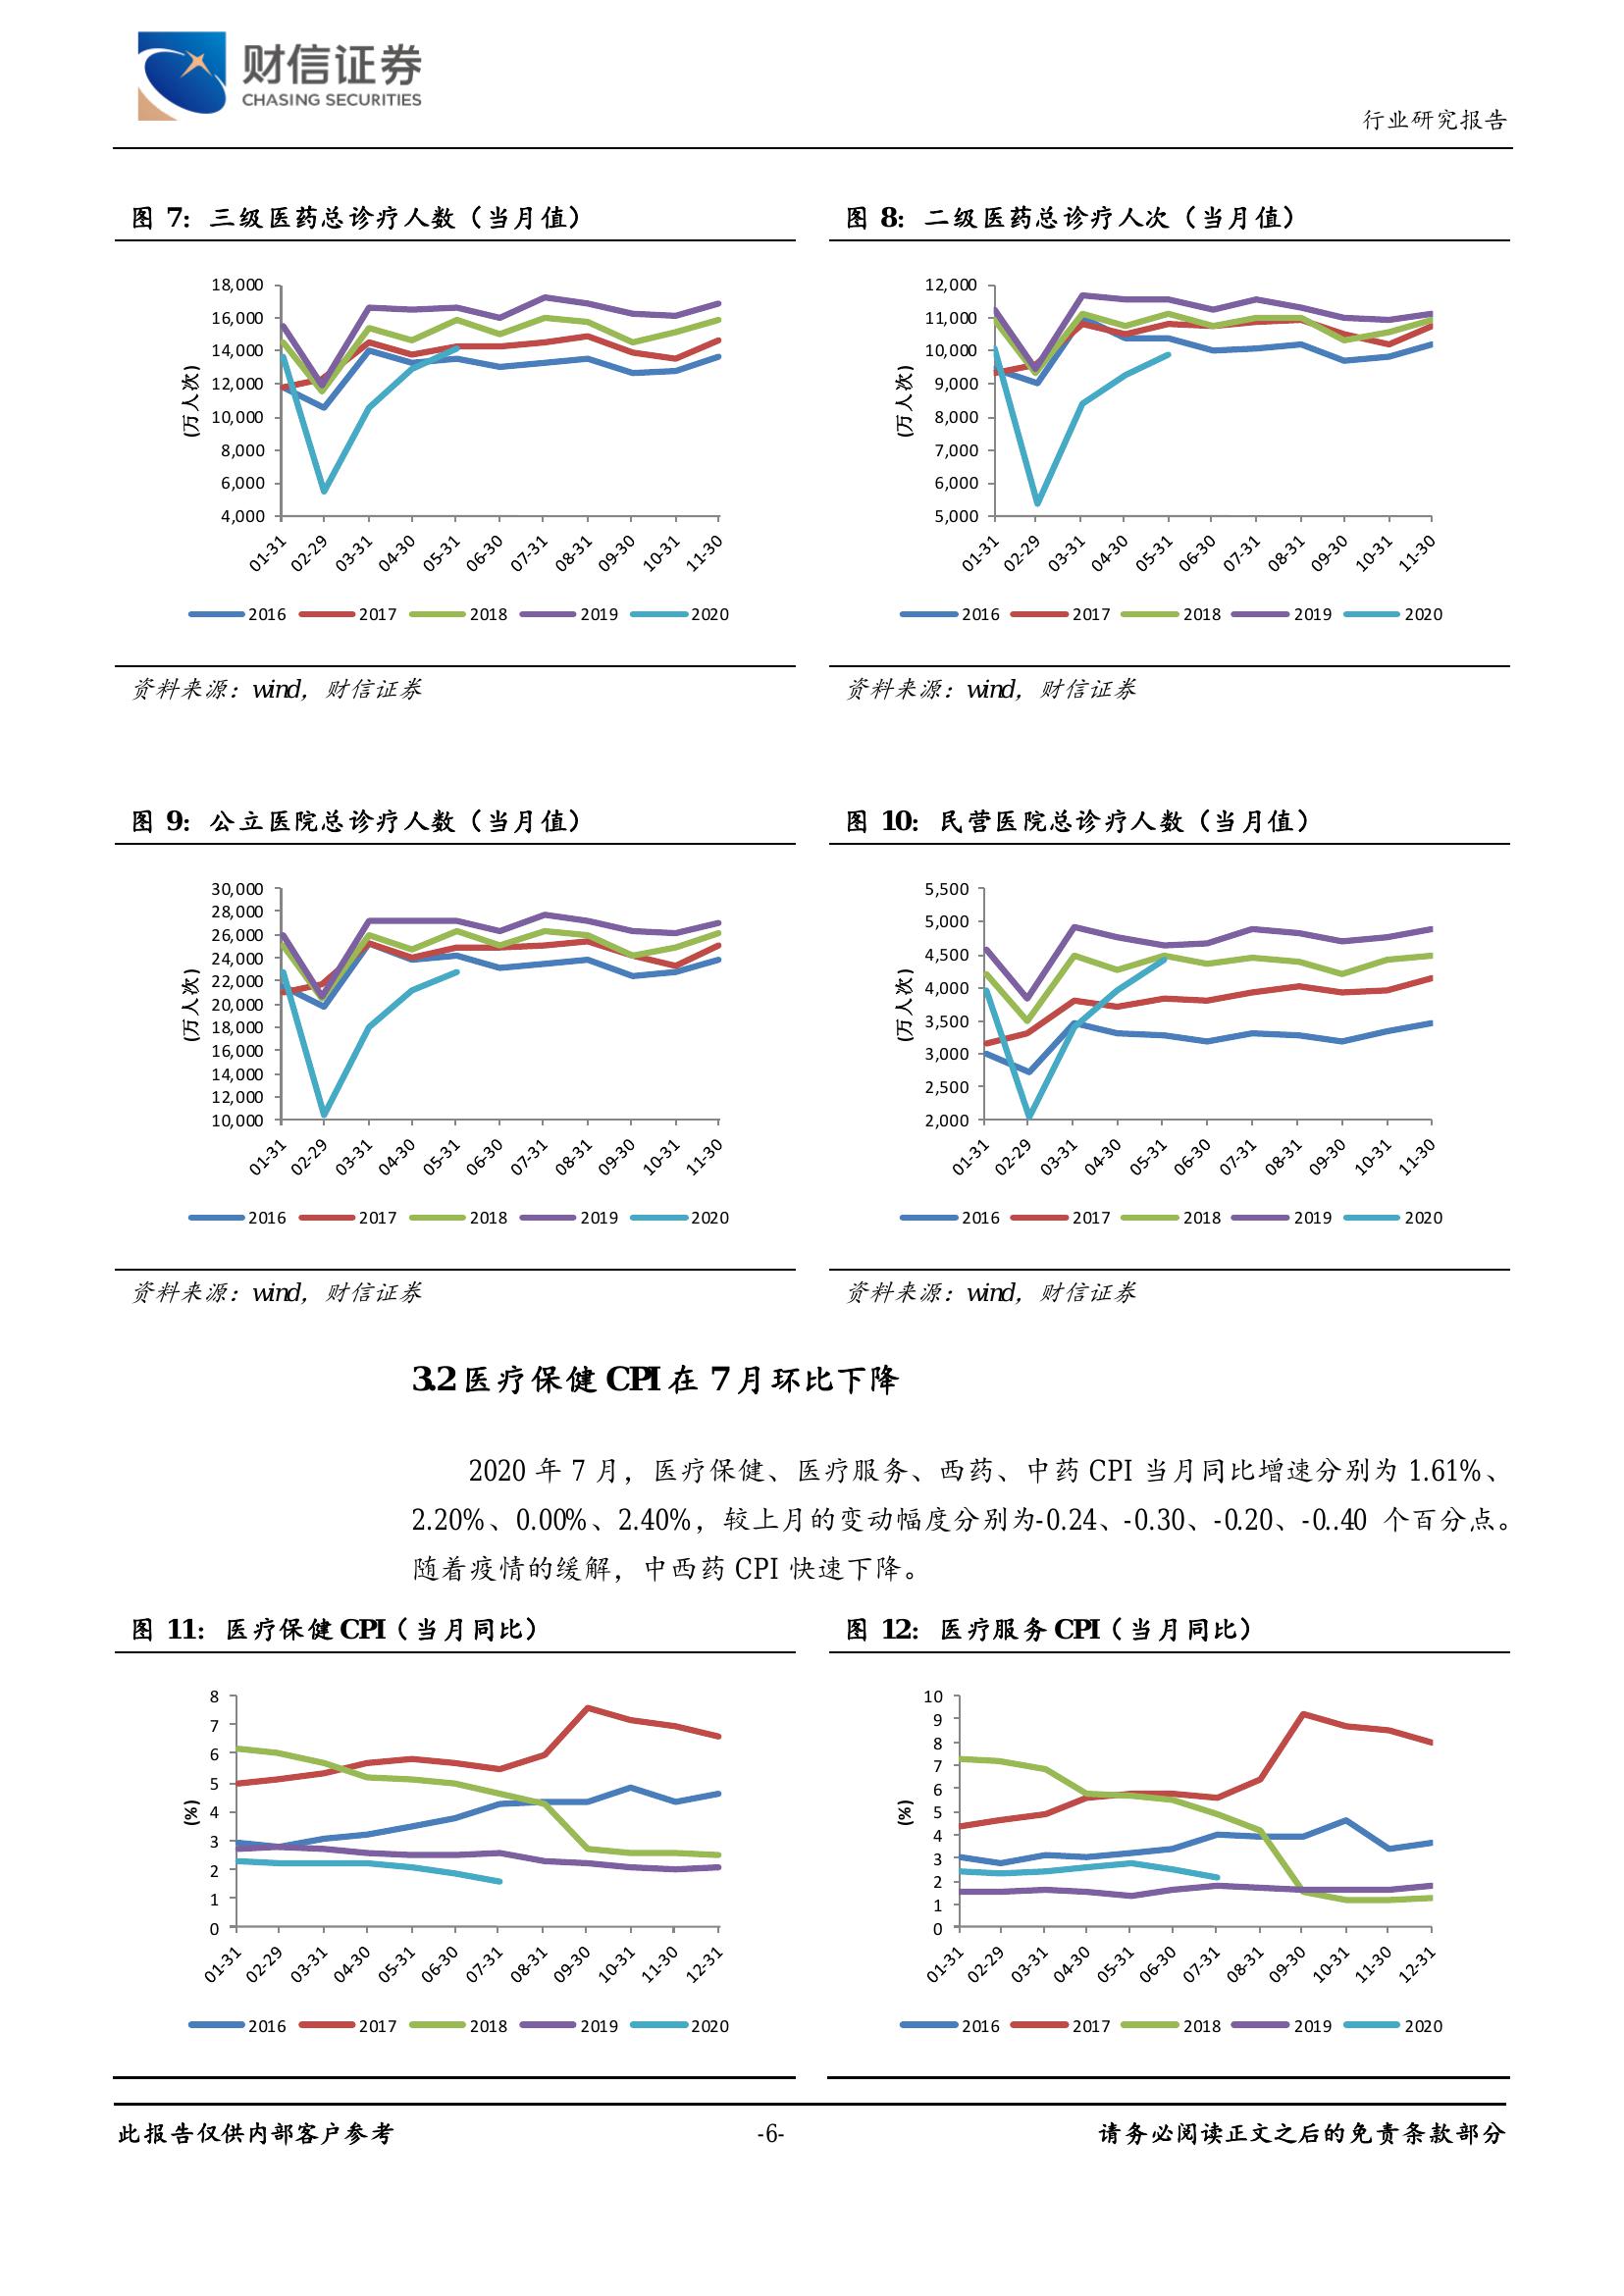 财信证券
CHASING SECURITIES
行业研究报告
图 7：三级医药总诊疗人数（当月值）
18,000
16,000
14,000
12,000
10,000
8,000
6,000
4,000
(万人次)
01-31 02-29 03-31 04-30 05-31 06-30 07-31 08-31 09-30 10-31 11-30
2016 2017 2018 2019 2020
资料来源：wind，财信证券
图 8：二级医药总诊疗人次（当月值）
12,000
11,000
10,000
9,000
8,000
7,000
6,000
5,000
(万人次)
01-31 02-29 03-31 04-30 05-31 06-30 07-31 08-31 09-30 10-31 11-30
2016 2017 2018 2019 2020
资料来源：wind，财信证券
图 9：公立医院总诊疗人数（当月值）
30,000
28,000
26,000
24,000
22,000
20,000
18,000
16,000
14,000
12,000
10,000
(万人次)
01-31 02-29 03-31 04-30 05-31 06-30 07-31 08-31 09-30 10-31 11-30
2016 2017 2018 2019 2020
资料来源：wind，财信证券
图 10：民营医院总诊疗人数（当月值）
5,500
5,000
4,500
4,000
3,500
3,000
2,500
2,000
(万人次)
01-31 02-29 03-31 04-30 05-31 06-30 07-31 08-31 09-30 10-31 11-30
2016 2017 2018 2019 2020
资料来源：wind，财信证券
3.2 医疗保健 CPI 在 7 月环比下降
2020 年 7 月，医疗保健、医疗服务、西药、中药 CPI 当月同比增速分别为 1.61%、
2.20%、0.00%、2.40%，较上月的变动幅度分别为-0.24、-0.30、-0.20、-0..40 个百分点。
随着疫情的缓解，中西药 CPI 快速下降。
图 11：医疗保健 CPI（当月同比）
8
7
6
5
4
3
2
1
0
(%)
01-31 02-29 03-31 04-30 05-31 06-30 07-31 08-31 09-30 10-31 11-30 12-31
2016 2017 2018 2019 2020
图 12：医疗服务 CPI（当月同比）
10
9
8
7
6
5
4
3
2
1
0
(%)
01-31 02-29 03-31 04-30 05-31 06-30 07-31 08-31 09-30 10-31 11-30 12-31
2016 2017 2018 2019 2020
此报告仅供内部客户参考
-6-
请务必阅读正文之后的免责条款部分